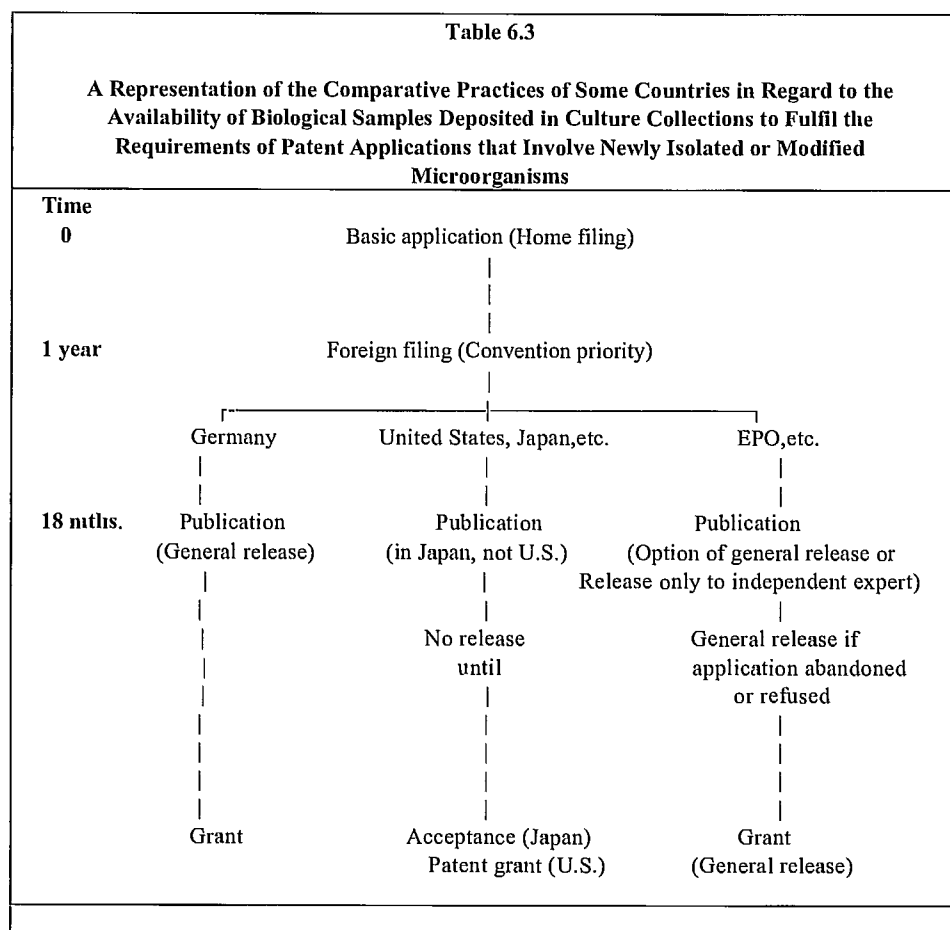 Table 6.3
A Representation of the Comparative Practices of Some Countries in Regard to the
Availability of Biological Samples Deposited in Culture Collections to Fulfil the
Requirements of Patent Applications that Involve Newly Isolated or Modified
Microorganisms
Time
0 Basic application (Home filing)
1 year Foreign filing (Convention priority)
Germany United States, Japan,etc. EPO,etc.
18 mths. Publication Publication Publication
(General release) (in Japan, not U.S.) (Option of general release or
Release only to independent expert)
No release General release if
until application abandoned
or refused
Grant Acceptance (Japan) Grant
Patent grant (U.S.) (General release)